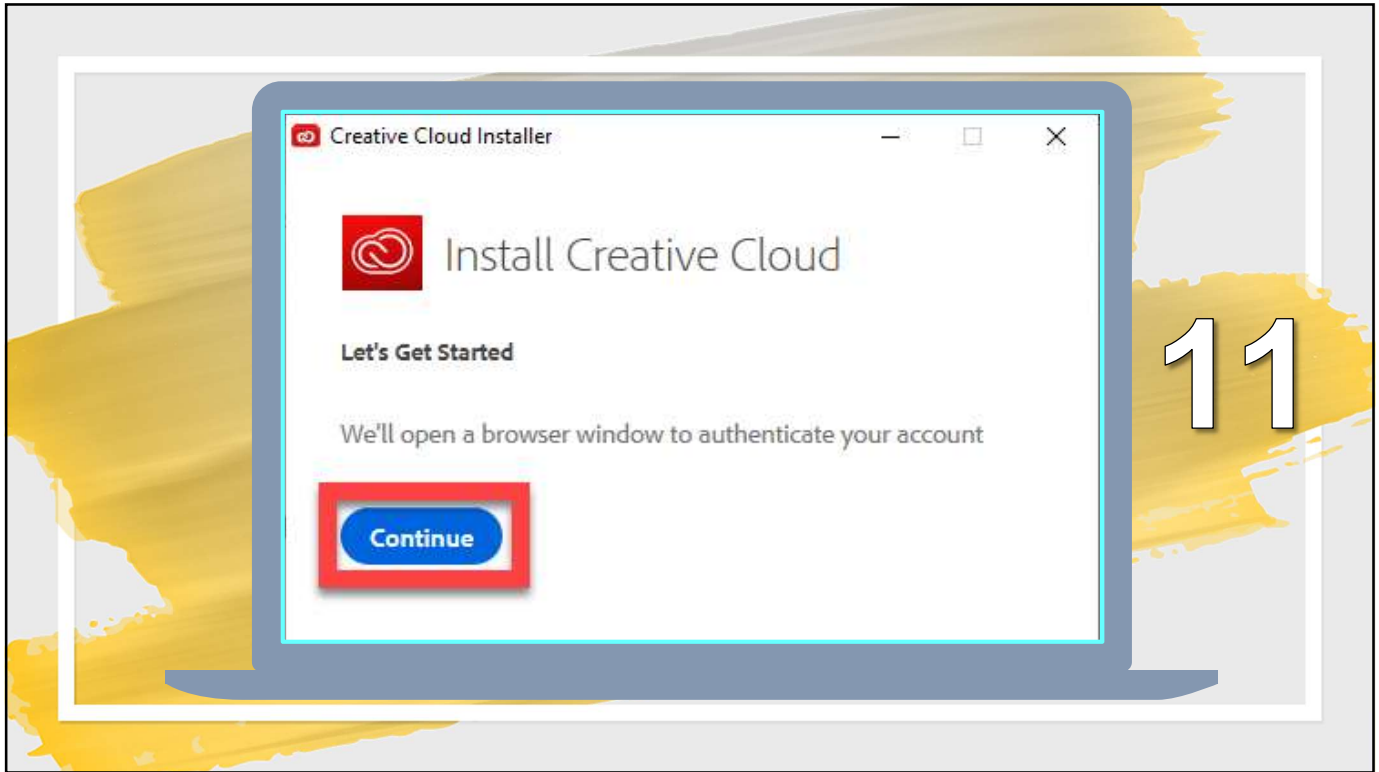 Creative Cloud Installer
Install Creative Cloud
Let's Get Started
We'll open a browser window to authenticate your account
Continue
11